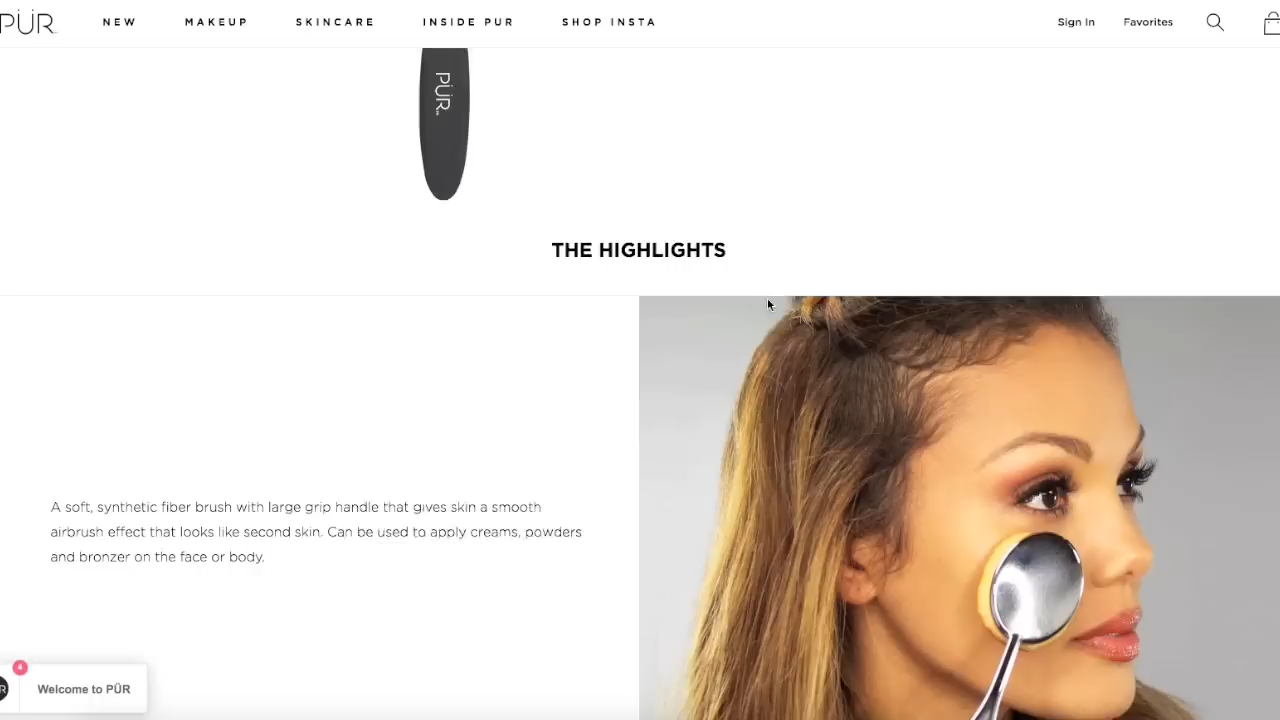 PÜR NEW MAKEUP SKINCARE INSIDE PUR SHOP INSTA Sign In Favorites
PÜR
THE HIGHLIGHTS
A soft, synthetic fiber brush with large grip handle that gives skin a smooth
airbrush effect that looks like second skin. Can be used to apply creams, powders
and bronzer on the face or body.
4
R Welcome to PÜR